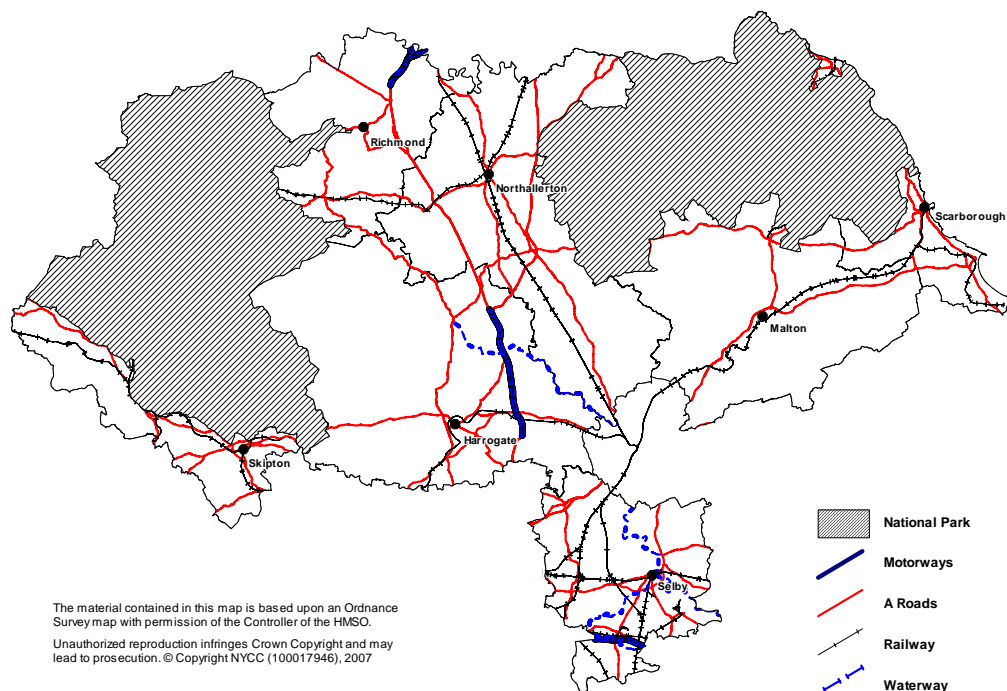 Richmond
Northallerton
Scarborough
Malton
Harrogate
Skipton
Selby
National Park
Motorways
A Roads
Railway
Waterway
The material contained in this map is based upon an Ordnance
Survey map with permission of the Controller of the HMSO.
Unauthorized reproduction infringes Crown Copyright and may
lead to prosecution. © Copyright NYCC (100017946), 2007